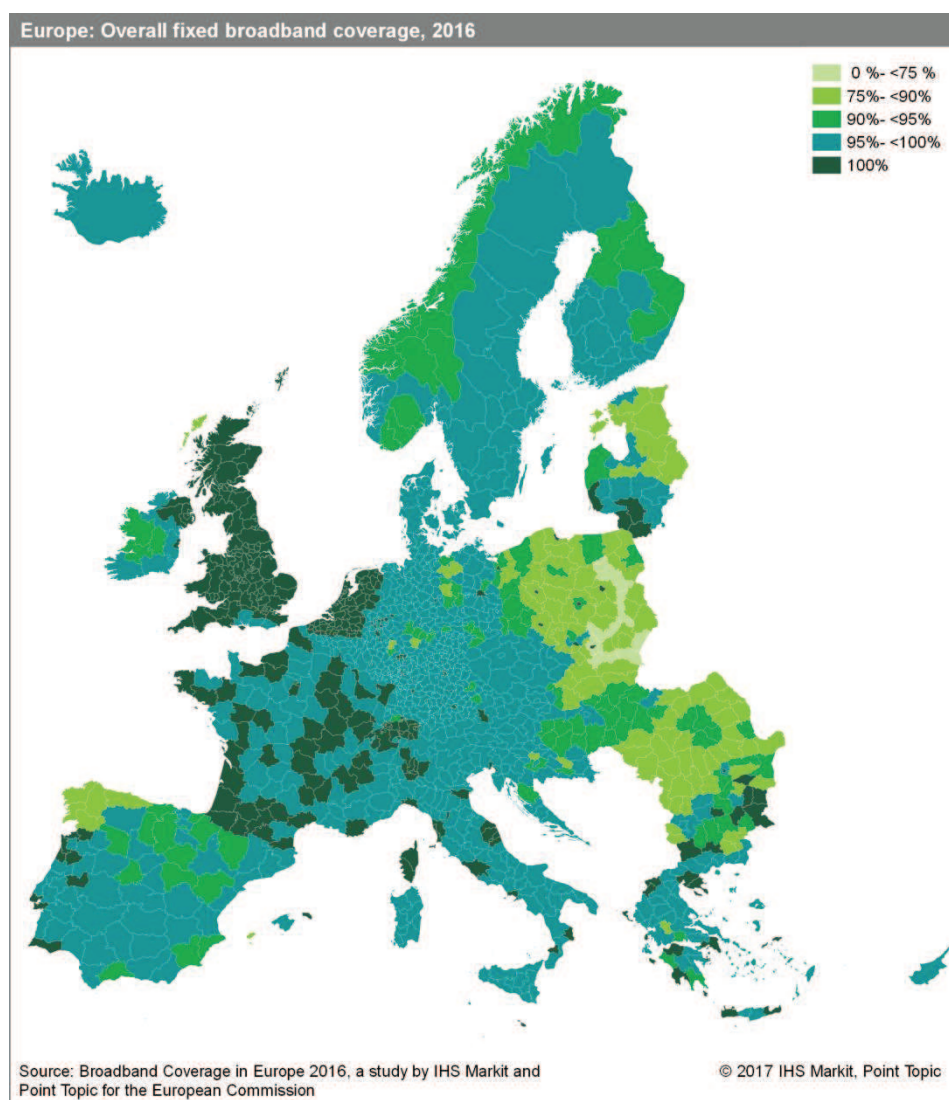 Europe: Overall fixed broadband coverage, 2016
0 %- <75 %
75%- <90%
90%- <95%
95%- <100%
100%
Source: Broadband Coverage in Europe 2016, a study by IHS Markit and
Point Topic for the European Commission
© 2017 IHS Markit, Point Topic